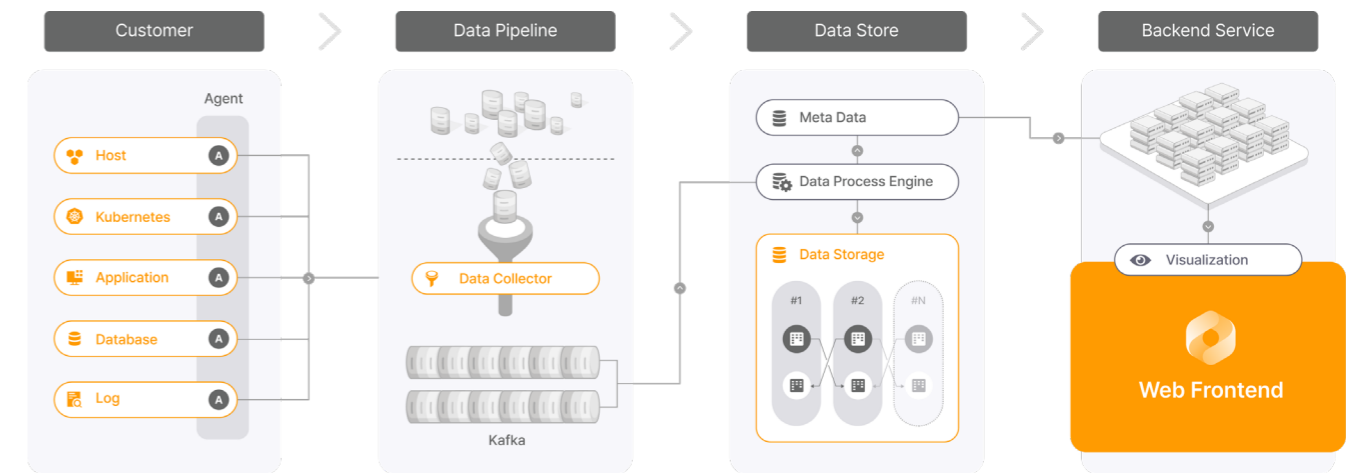 Customer
Data Pipeline
Data Store
Backend Service
Agent
Host
A
Kubernetes
A
Application
A
Database
A
Log
A
Data Collector
Kafka
Meta Data
Data Process Engine
Data Storage
#1
#2
#N
Visualization
Web Frontend